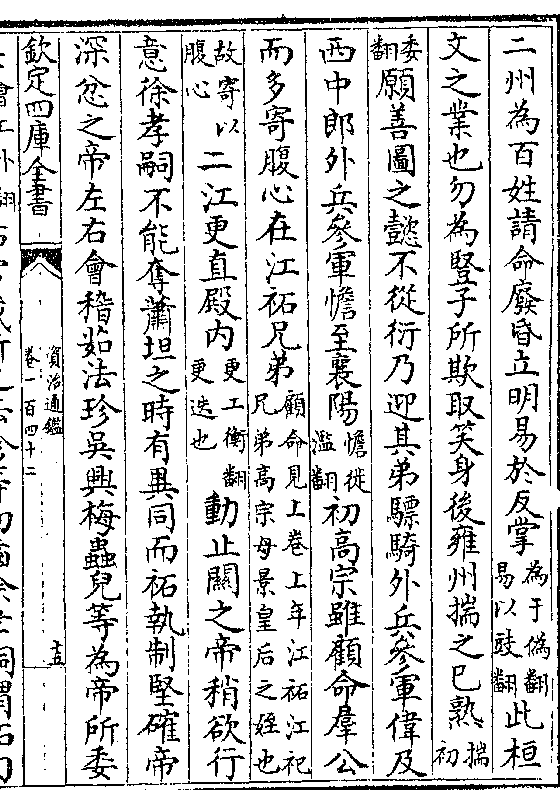 二州為百姓請命廢昏立明易於反掌為于偽翻易以豉翻此桓
文之業也勿為豎子所欺取笑身後雍州揣之已熟揣初
委翻願善圖之懿不從衍乃迎其弟驃騎外兵參軍偉及
西中郎外兵參軍憺至襄陽憺徒濫翻初高宗雖顧命羣公
而多寄腹心在江祏兄弟顧命見上卷上年江祏江祀兄弟高宗母景皇后之姪也
故寄以腹心二江更直殿內更工衡翻更迭也動止關之帝稍欲行
意徐孝嗣不能奪蕭坦之時有異同而祏執制堅確帝
深忿之帝左右會稽茹法珍吳興梅蟲兒等為帝所委
欽定四庫全書
資治通鑑
卷一百四十二
十五